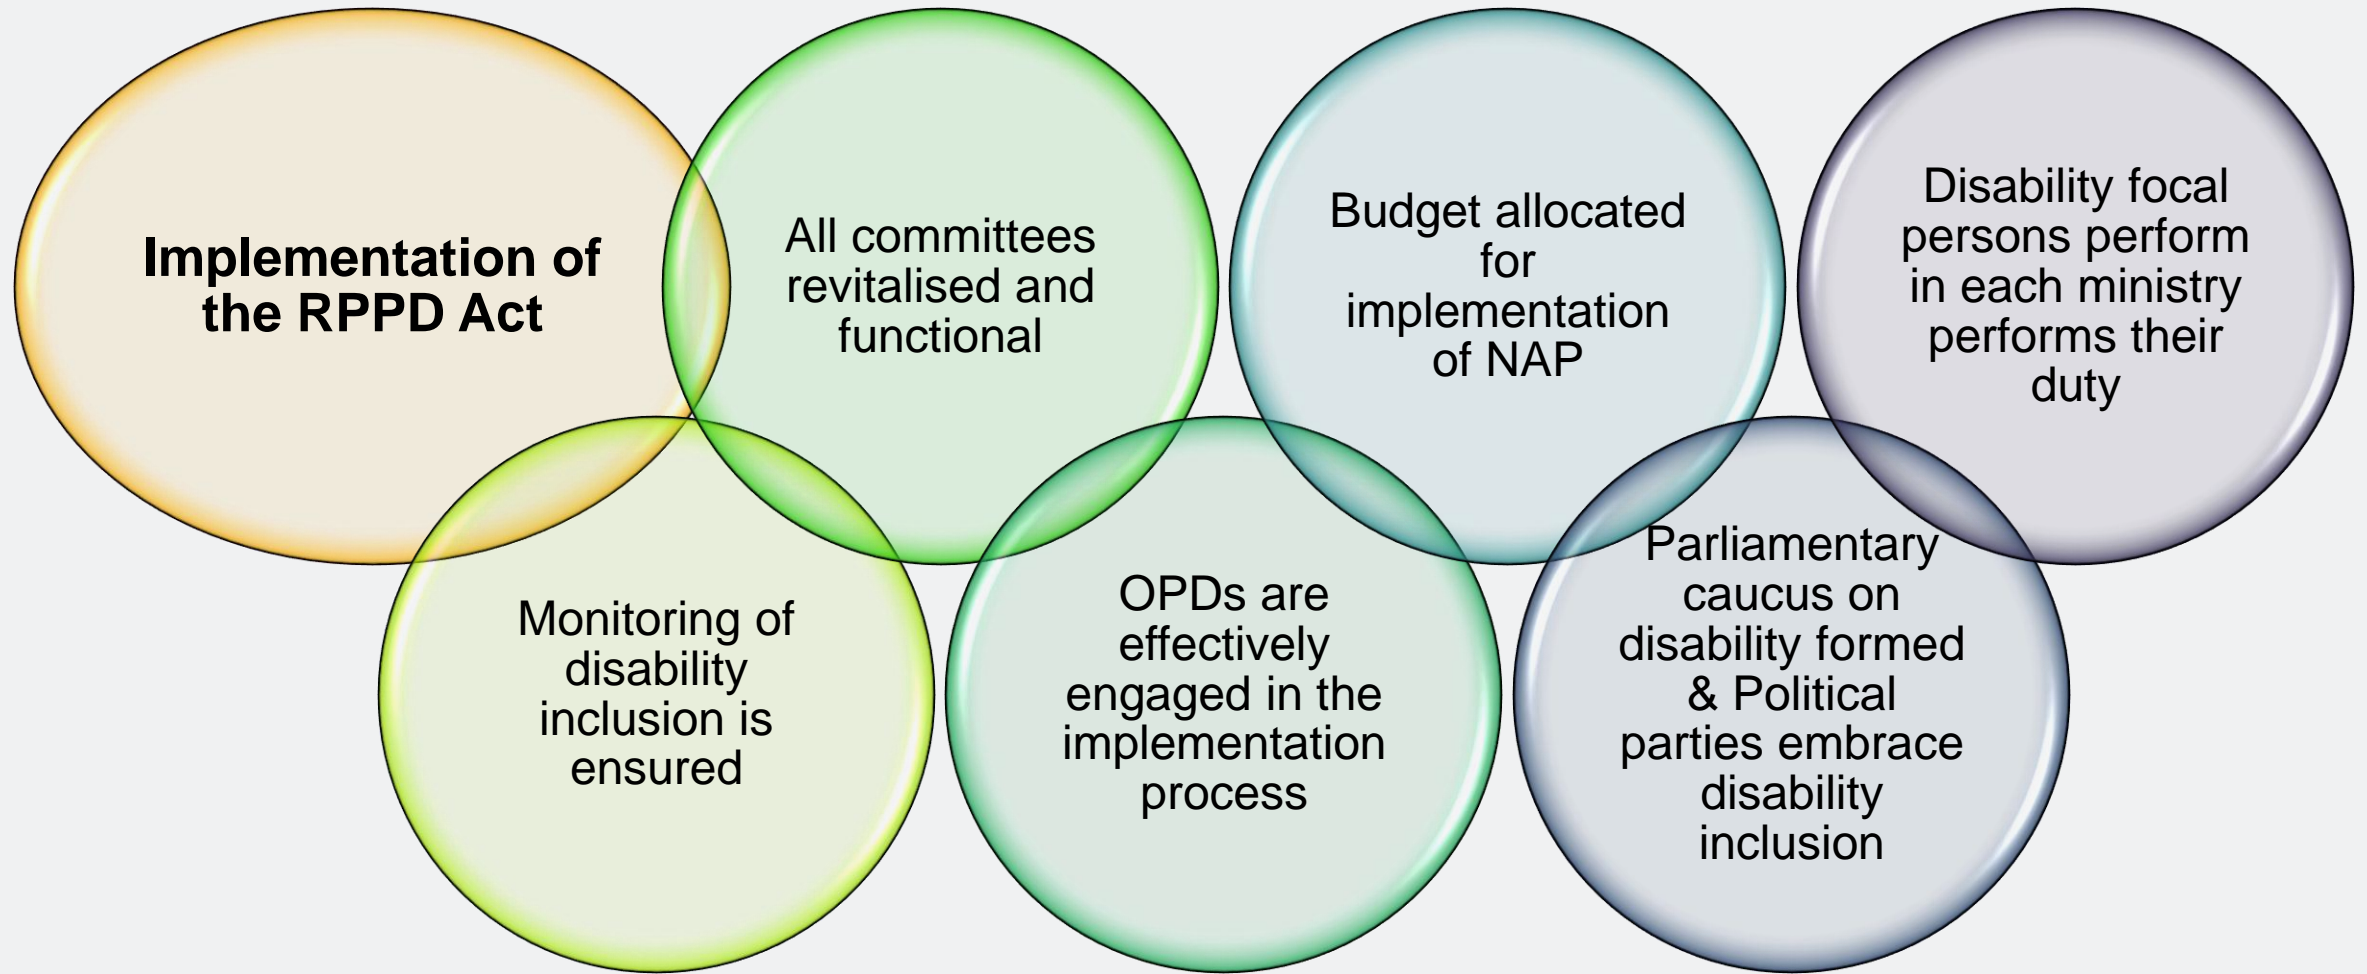 Implementation of
the RPPD Act
Monitoring of
disability
inclusion is
ensured
All committees
revitalised and
functional
OPDs are
effectively
engaged in the
implementation
process
Budget allocated
for
implementation
of NAP
Parliamentary
caucus on
disability formed
& Political
parties embrace
disability
inclusion
Disability focal
persons perform
in each ministry
performs their
duty